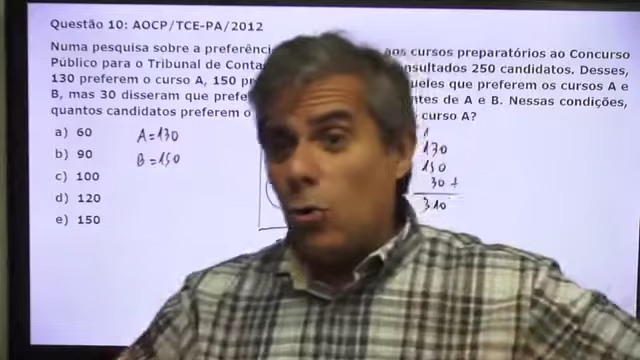 Questão 10: AOCP/TCE-PA/2012
Numa pesquisa sobre a preferênci aos cursos preparatórios ao Concurso
Público para o Tribunal de Conta nsultados 250 candidatos. Desses,
130 preferem o curso A, 150 pr ueles que preferem os cursos A e
B, mas 30 disseram que prefe ntes de A e B. Nessas condições,
quantos candidatos preferem o curso A?
a) 60
b) 90
c) 100
d) 120
e) 150
A=130
B=150
1
130
150
30 +
310